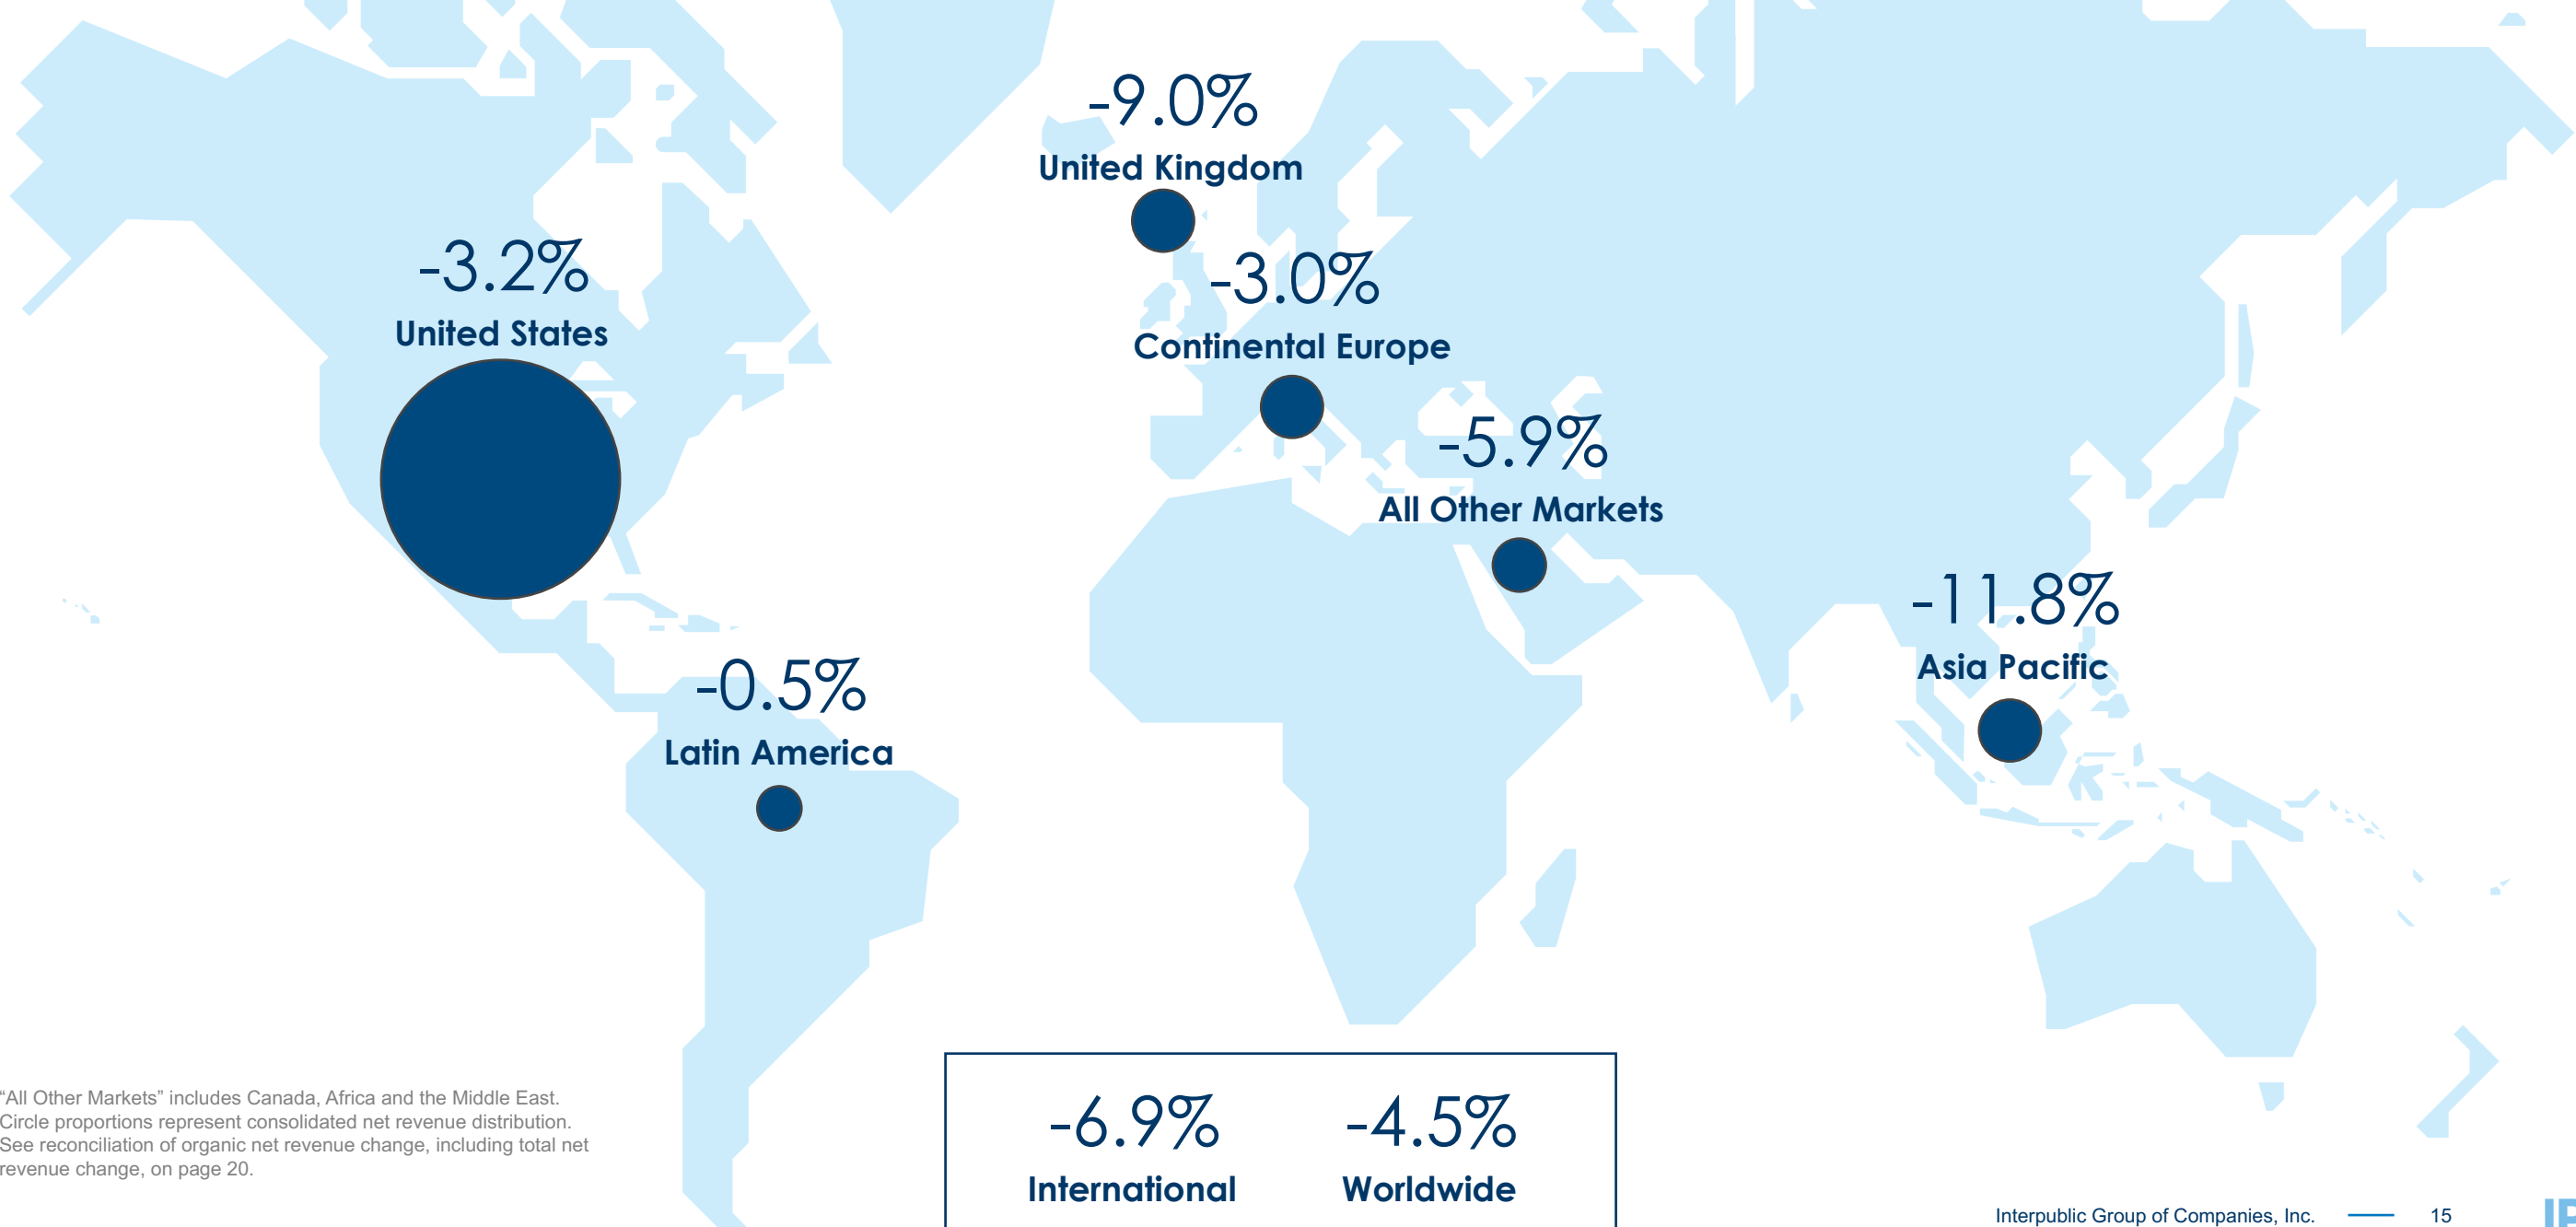 -9.0%
United Kingdom
-3.2%
United States
-3.0%
Continental Europe
-5.9%
All Other Markets
-11.8%
Asia Pacific
-0.5%
Latin America
"All Other Markets" includes Canada, Africa and the Middle East.
Circle proportions represent consolidated net revenue distribution.
See reconciliation of organic net revenue change, including total net
revenue change, on page 20.
-6.9%
International
-4.5%
Worldwide
Interpublic Group of Companies, Inc.
15